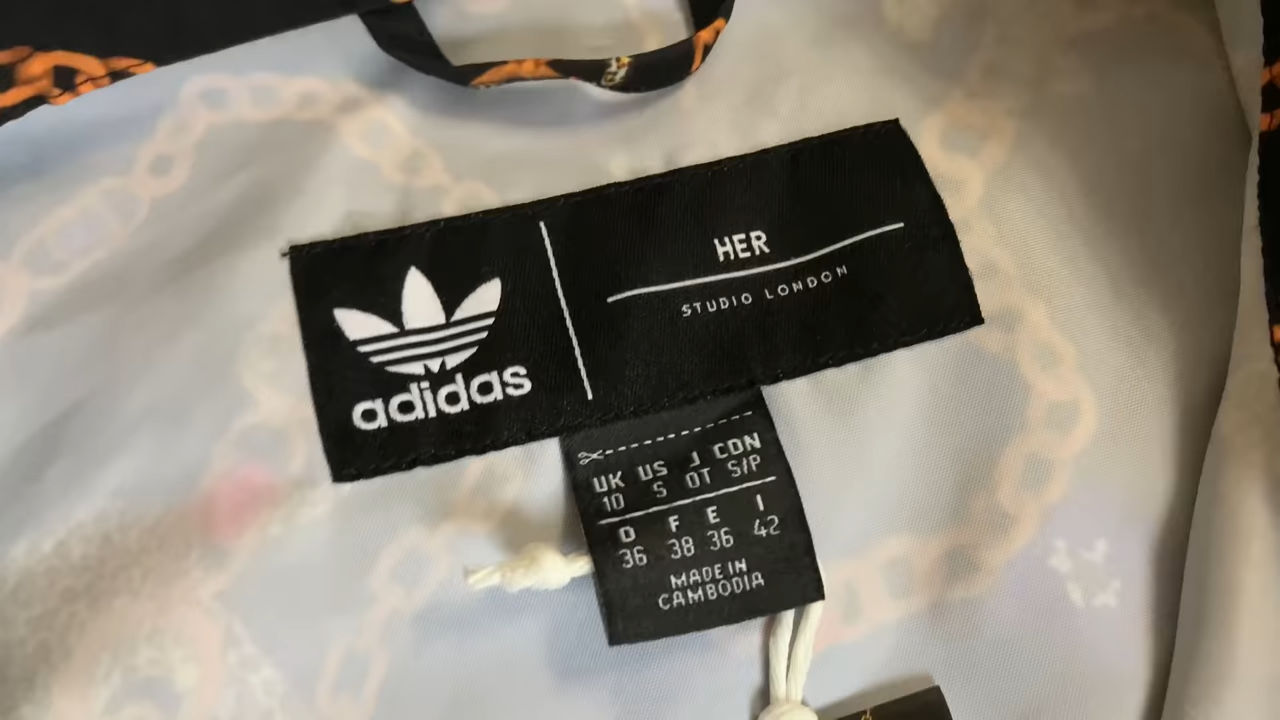 adidas
HER
STUDIO LONDON
UK US J CDN
10 S OT S/P
D F E I
36 38 36 42
MADE IN
CAMBODIA